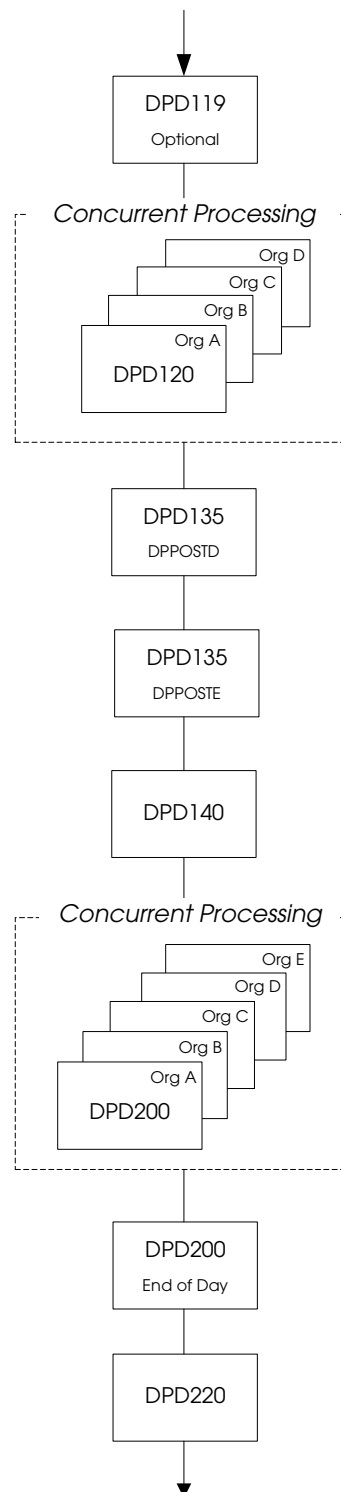 DPD119
Optional
Concurrent Processing
Org D
Org C
Org B
Org A
DPD120
DPD135
DPPOSTD
DPD135
DPPOSTE
DPD140
Concurrent Processing
Org E
Org D
Org C
Org B
Org A
DPD200
DPD200
End of Day
DPD220